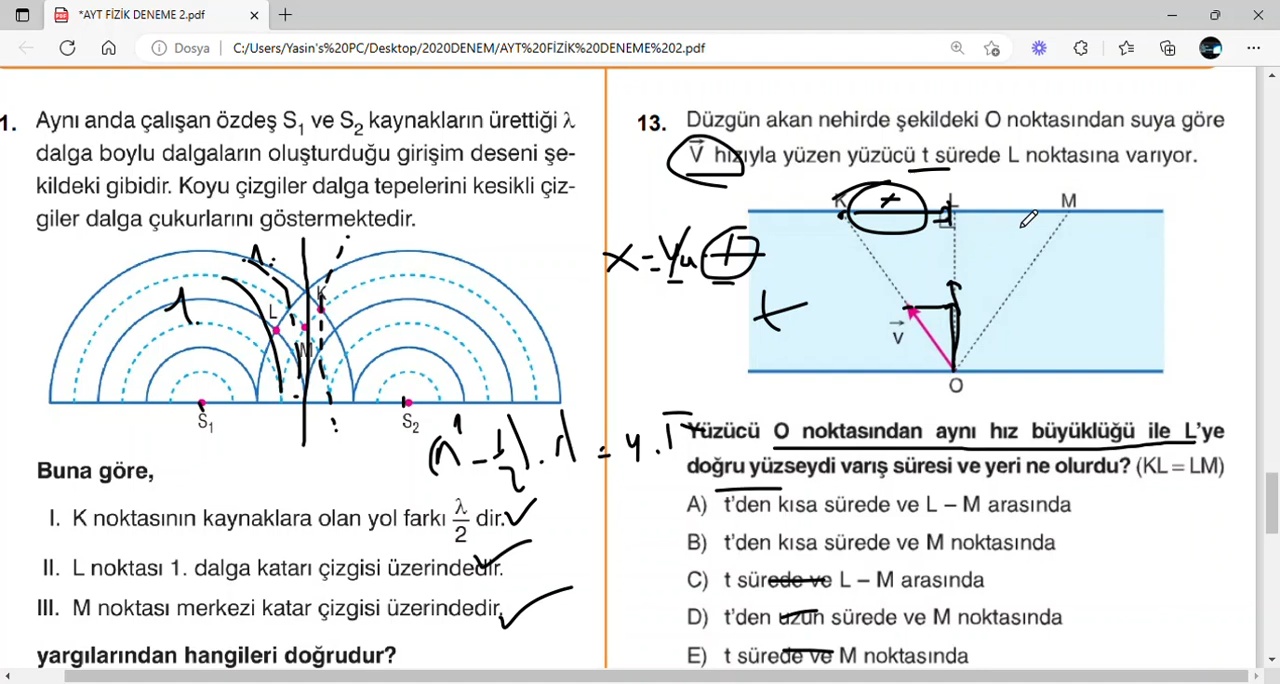 *AYT FİZİK DENEME 2.pdf
Dosya
C:/Users/Yasin's%20PC/Desktop/2020DENEM/AYT%20FİZİK%20DENEME%202.pdf
1. Aynı anda çalışan özdeş S1 ve S2 kaynakların ürettiği λ
dalga boylu dalgaların oluşturduğu girişim deseni şe-
kildeki gibidir. Koyu çizgiler dalga tepelerini kesikli çiz-
giler dalga çukurlarını göstermektedir.
K
L
M
S1
S2
Buna göre,
I. K noktasının kaynaklara olan yol farkı λ/2 dir.
II. L noktası 1. dalga katarı çizgisi üzerindedir.
III. M noktası merkezi katar çizgisi üzerindedir,
yargılarından hangileri doğrudur?
13. Düzgün akan nehirde şekildeki O noktasından suya göre
V hızıyla yüzen yüzücü t sürede L noktasına varıyor.
K
M
V
O
Yüzücü O noktasından aynı hız büyüklüğü ile L'ye
doğru yüzseydi varış süresi ve yeri ne olurdu? (KL = LM)
A) t'den kısa sürede ve L – M arasında
B) t'den kısa sürede ve M noktasında
C) t sürede ve L – M arasında
D) t'den uzun sürede ve M noktasında
E) t sürede ve M noktasında